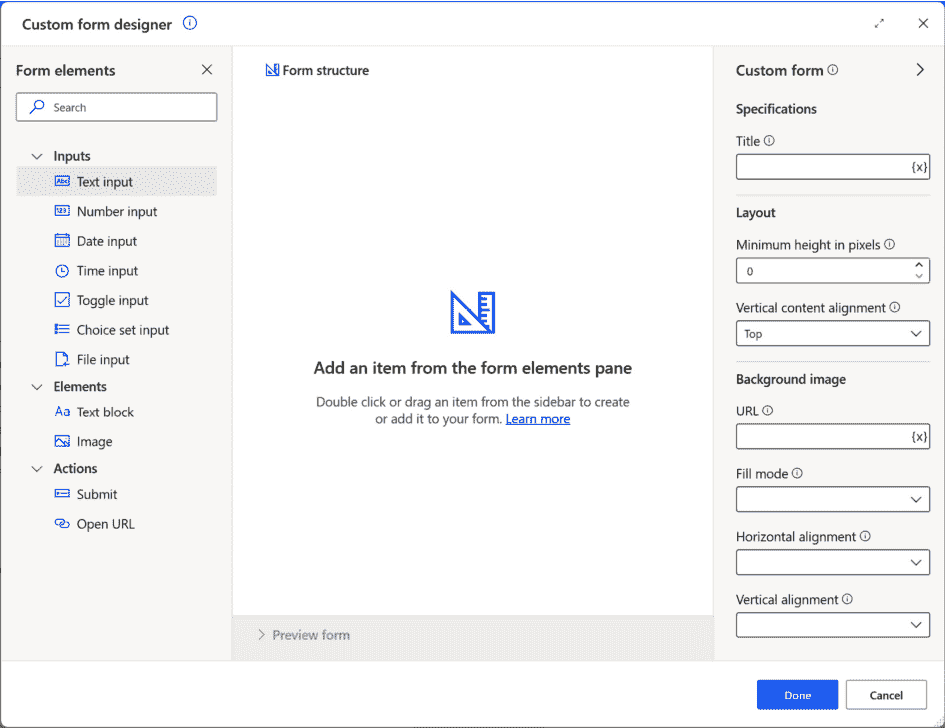 Custom form designer
Form elements
Search
Inputs
Abc Text input
123 Number input
Date input
Time input
Toggle input
Choice set input
File input
Elements
Aa Text block
Image
Actions
Submit
Open URL
Form structure
Add an item from the form elements pane
Double click or drag an item from the sidebar to create
or add it to your form. Learn more
Preview form
Custom form
Specifications
Title
{x}
Layout
Minimum height in pixels
0
Vertical content alignment
Top
Background image
URL
{x}
Fill mode
Horizontal alignment
Vertical alignment
Done
Cancel